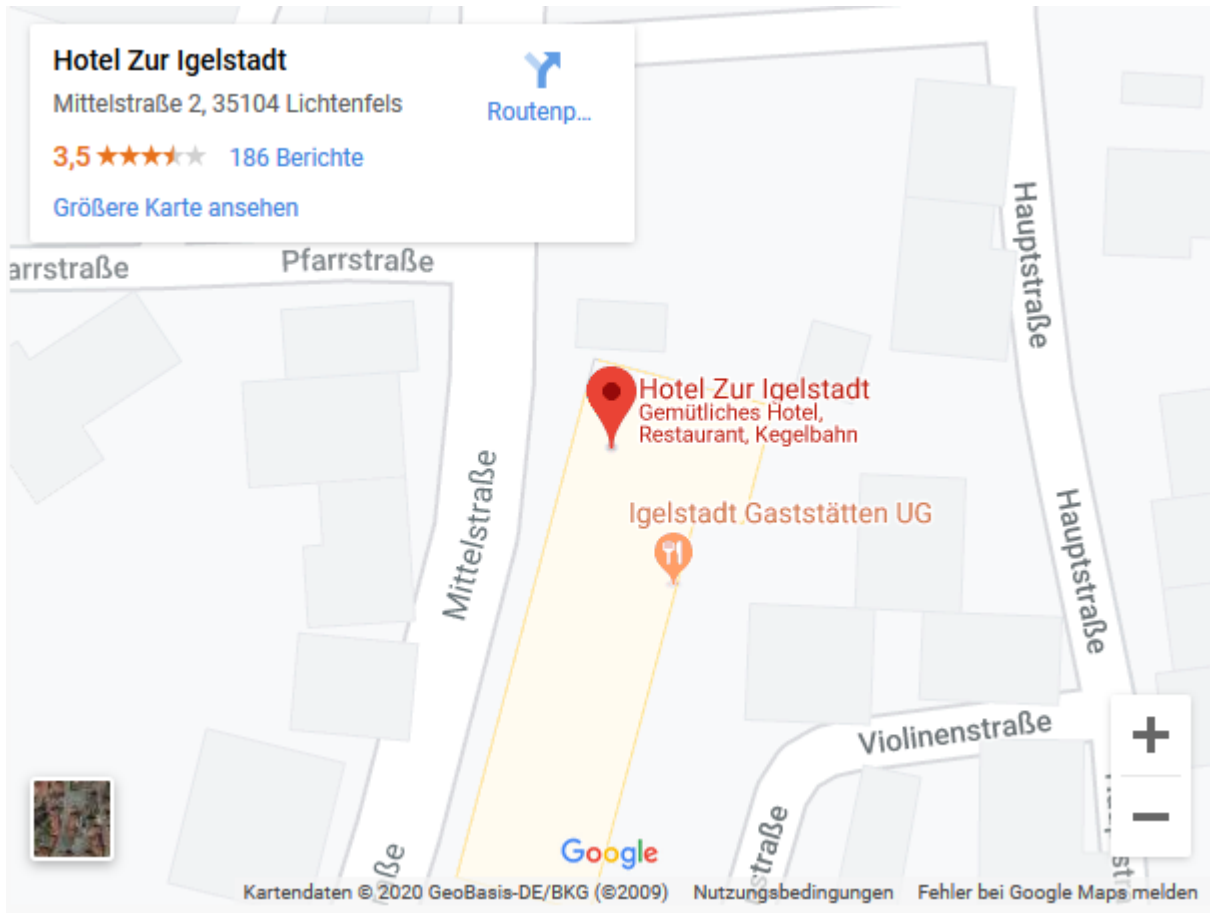 Hotel Zur Igelstadt
Mittelstraße 2, 35104 Lichtenfels
Routenp...
3,5
186 Berichte
Größere Karte ansehen
arrstraße
Pfarrstraße
Hauptstraße
Hotel Zur Igelstadt
Gemütliches Hotel,
Restaurant, Kegelbahn
Mittelstraße
Igelstadt Gaststätten UG
Hauptstraße
Violinenstraße
straße
raße
Google
Kartendaten © 2020 GeoBasis-DE/BKG (©2009)
Nutzungsbedingungen
Fehler bei Google Maps melden